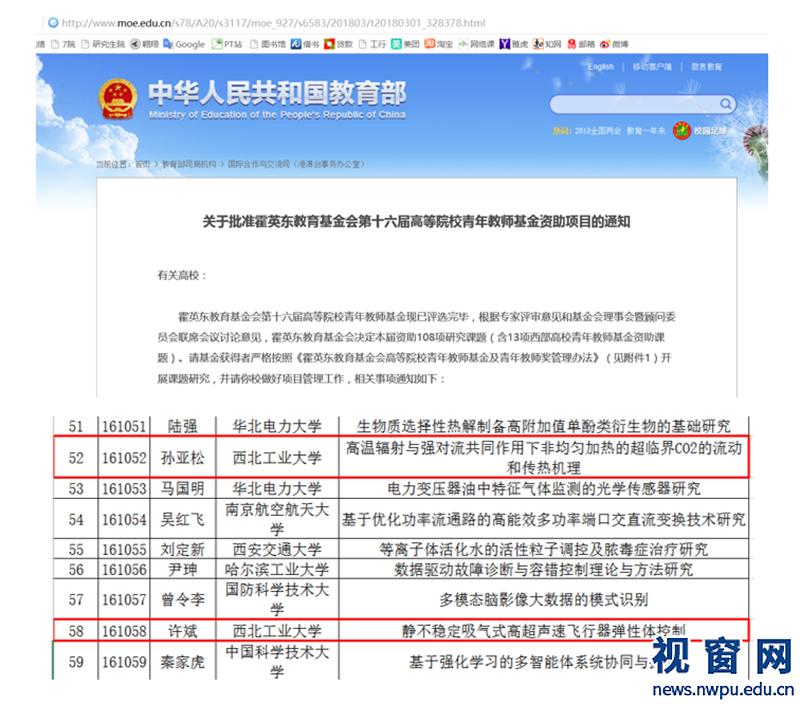 http://www.moe.edu.cn/s78/A20/s3117/moe_927/s6583/201803/t20180301_328378.html
7院 研究生院 翱翔 Google PT站 图书馆 借书 贷款 工行 美团 淘宝 网络课 雅虎 知网 邮箱 微博
English | 移动客户端 | 微言教育
中华人民共和国教育部
Ministry of Education of the People's Republic of China
热词: 2018全国两会 教育一年来 校园足球
当前位置: 首页 > 教育部司局机构 > 国际合作与交流司（港澳台事务办公室）
关于批准霍英东教育基金会第十六届高等院校青年教师基金资助项目的通知
有关高校：
霍英东教育基金会第十六届高等院校青年教师基金现已评选完毕，根据专家评审意见和基金会理事会暨顾问委
员会联席会议讨论意见，霍英东教育基金会决定本届资助108项研究课题（含13项西部高校青年教师基金资助课
题）。请基金获得者严格按照《霍英东教育基金会高等院校青年教师基金及青年教师奖管理办法》（见附件1）开
展课题研究，并请你校做好项目管理工作，相关事项通知如下：
51 161051 陆强 华北电力大学 生物质选择性热解制备高附加值单酚类衍生物的基础研究
52 161052 孙亚松 西北工业大学 高温辐射与强对流共同作用下非均匀加热的超临界CO2的流动
和传热机理
53 161053 马国明 华北电力大学 电力变压器油中特征气体监测的光学传感器研究
54 161054 吴红飞 南京航空航天大
学 基于优化功率流通路的高能效多功率端口交直流变换技术研究
55 161055 刘定新 西安交通大学 等离子体活化水的活性粒子调控及脓毒症治疗研究
56 161056 尹珅 哈尔滨工业大学 数据驱动故障诊断与容错控制理论与方法研究
57 161057 曾令李 国防科学技术大
学 多模态脑影像大数据的模式识别
58 161058 许斌 西北工业大学 静不稳定吸气式高超声速飞行器弹性体控制
59 161059 秦家虎 中国科学技术大
学 基于强化学习的多智能体系统协同与
视窗网
news.nwpu.edu.cn